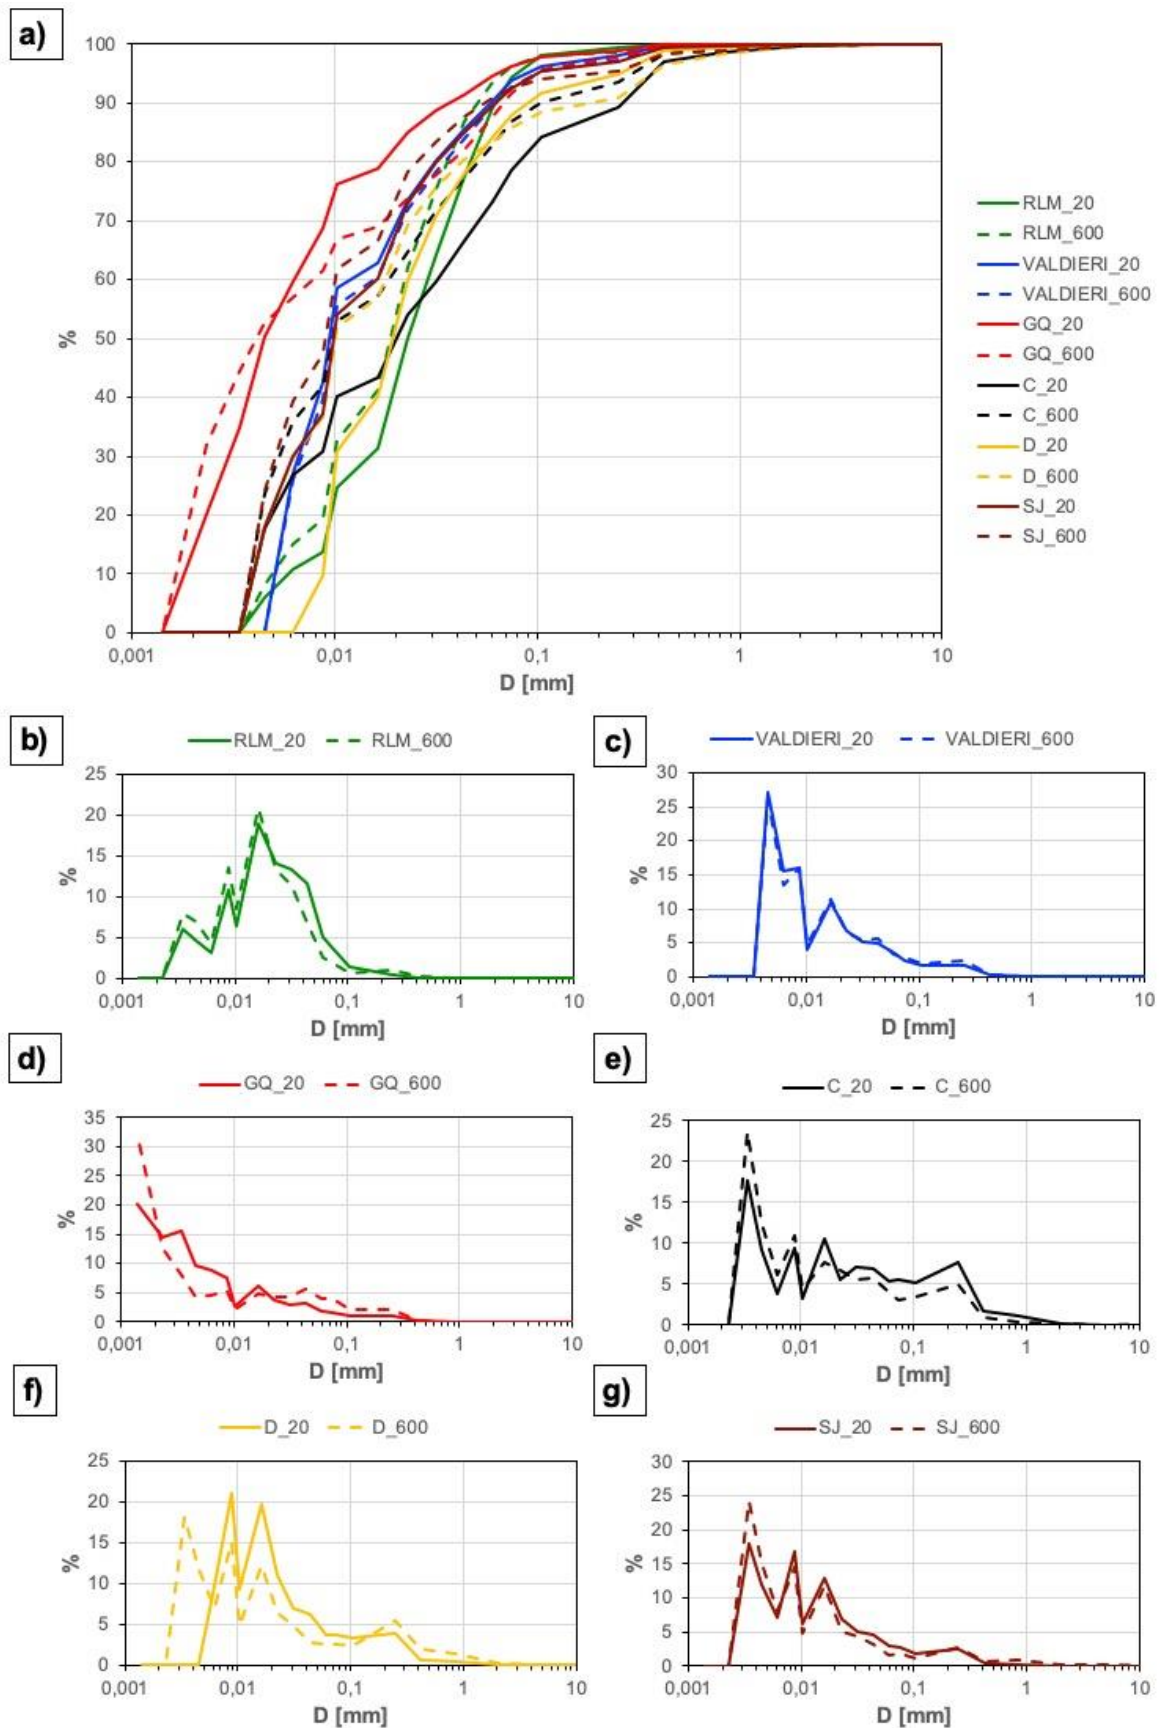 a)
100
90
80
70
60
50
40
30
20
10
0
%
0,001 0,01 0,1 1 10
D [mm]
RLM_20
RLM_600
VALDIERI_20
VALDIERI_600
GQ_20
GQ_600
C_20
C_600
D_20
D_600
SJ_20
SJ_600
b)
RLM_20 RLM_600
25
20
15
10
5
0
%
0,001 0,01 0,1 1 10
D [mm]
c)
VALDIERI_20 VALDIERI_600
30
25
20
15
10
5
0
%
0,001 0,01 0,1 1 10
D [mm]
d)
GQ_20 GQ_600
35
30
25
20
15
10
5
0
%
0,001 0,01 0,1 1 10
D [mm]
e)
C_20 C_600
25
20
15
10
5
0
%
0,001 0,01 0,1 1 10
D [mm]
f)
D_20 D_600
25
20
15
10
5
0
%
0,001 0,01 0,1 1 10
D [mm]
g)
SJ_20 SJ_600
30
25
20
15
10
5
0
%
0,001 0,01 0,1 1 10
D [mm]